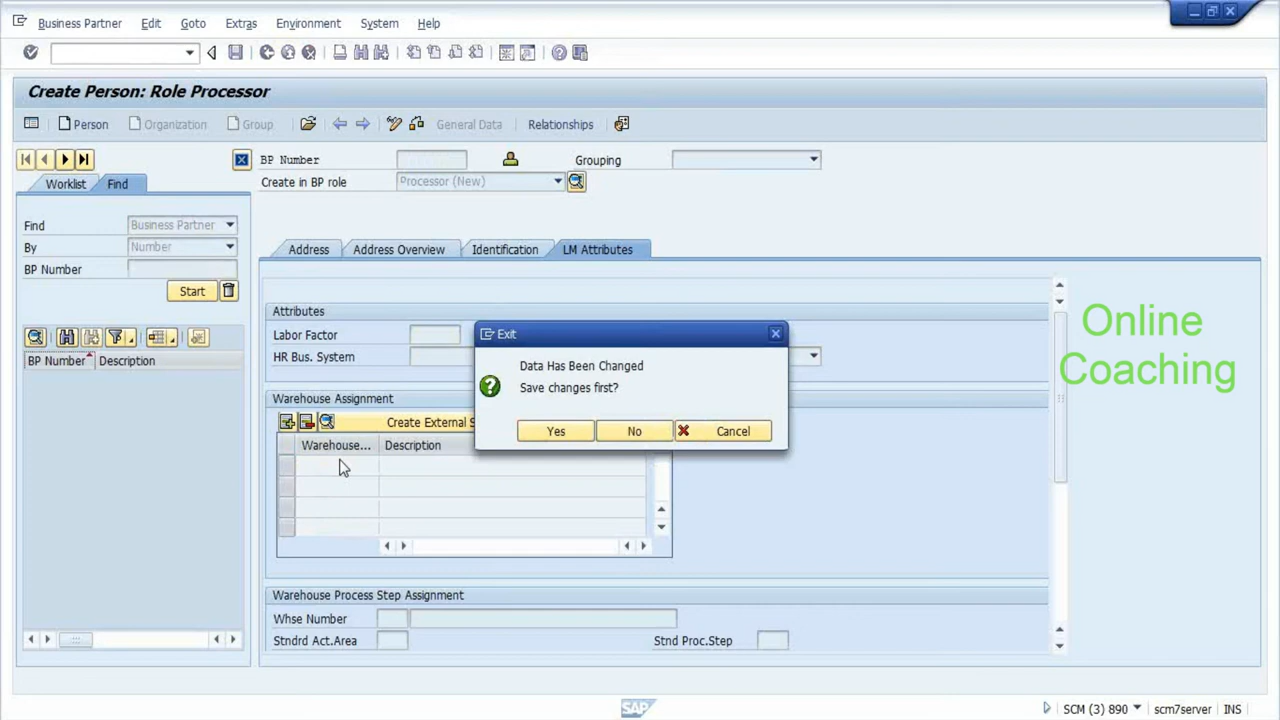 Business Partner Edit Goto Extras Environment System Help
Create Person: Role Processor
Person Organization Group General Data Relationships
BP Number Grouping
Create in BP role Processor (New)
Worklist Find
Find Business Partner
By Number
BP Number
Start
BP Number Description
Address Address Overview Identification LM Attributes
Attributes
Labor Factor
HR Bus. System
Warehouse Assignment
Create External S
Warehouse... Description
Exit
Data Has Been Changed
Save changes first?
Yes No Cancel
Online
Coaching
Warehouse Process Step Assignment
Whse Number
Stndrd Act.Area Stnd Proc.Step
SAP SCM (3) 890 scm7server INS